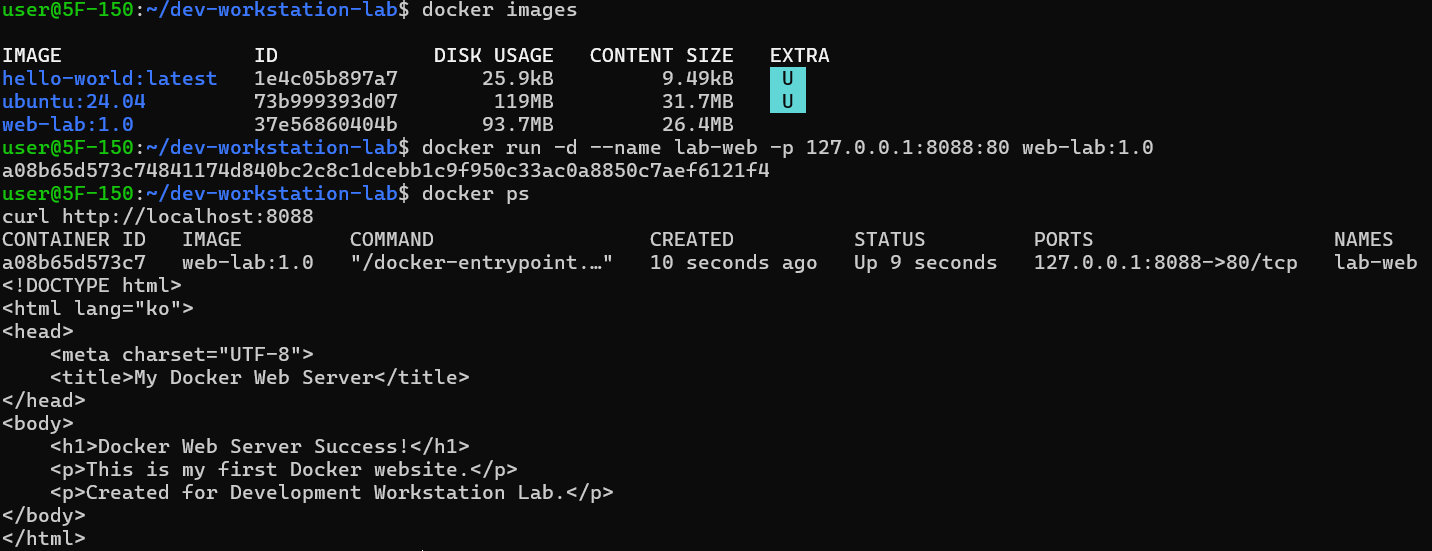 user@5F-150:~/dev-workstation-lab$ docker images
IMAGE ID DISK USAGE CONTENT SIZE EXTRA
hello-world:latest 1e4c05b897a7 25.9kB 9.49kB U
ubuntu:24.04 73b999393d07 119MB 31.7MB U
web-lab:1.0 37e56860404b 93.7MB 26.4MB
user@5F-150:~/dev-workstation-lab$ docker run -d --name lab-web -p 127.0.0.1:8088:80 web-lab:1.0
a08b65d573c74841174d840bc2c8c1dcebb1c9f950c33ac0a8850c7aef6121f4
user@5F-150:~/dev-workstation-lab$ docker ps
curl http://localhost:8088
CONTAINER ID IMAGE COMMAND CREATED STATUS PORTS NAMES
a08b65d573c7 web-lab:1.0 "/docker-entrypoint.…" 10 seconds ago Up 9 seconds 127.0.0.1:8088->80/tcp lab-web
<!DOCTYPE html>
<html lang="ko">
<head>
    <meta charset="UTF-8">
    <title>My Docker Web Server</title>
</head>
<body>
    <h1>Docker Web Server Success!</h1>
    <p>This is my first Docker website.</p>
    <p>Created for Development Workstation Lab.</p>
</body>
</html>